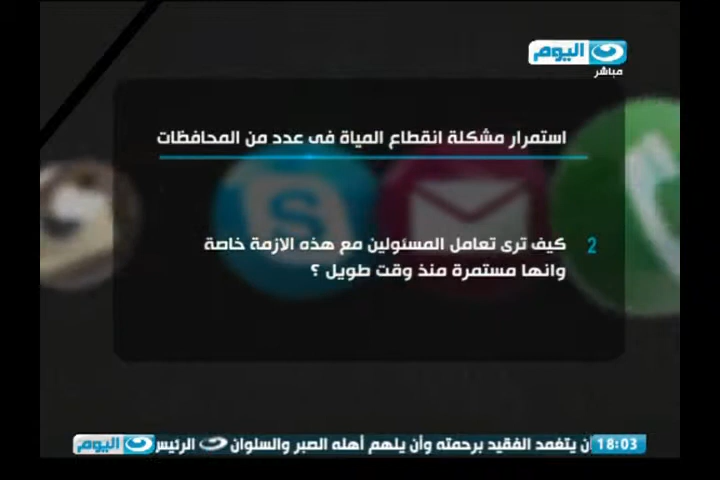 اليوم
مباشر
استمرار مشكلة انقطاع المياة فى عدد من المحافظات
2 كيف ترى تعامل المسئولين مع هذه الازمة خاصة
وانها مستمرة منذ وقت طويل ؟
18:03 ن يتغمد الفقيد برحمته وأن يلهم أهله الصبر والسلوان الرئيس اليوم